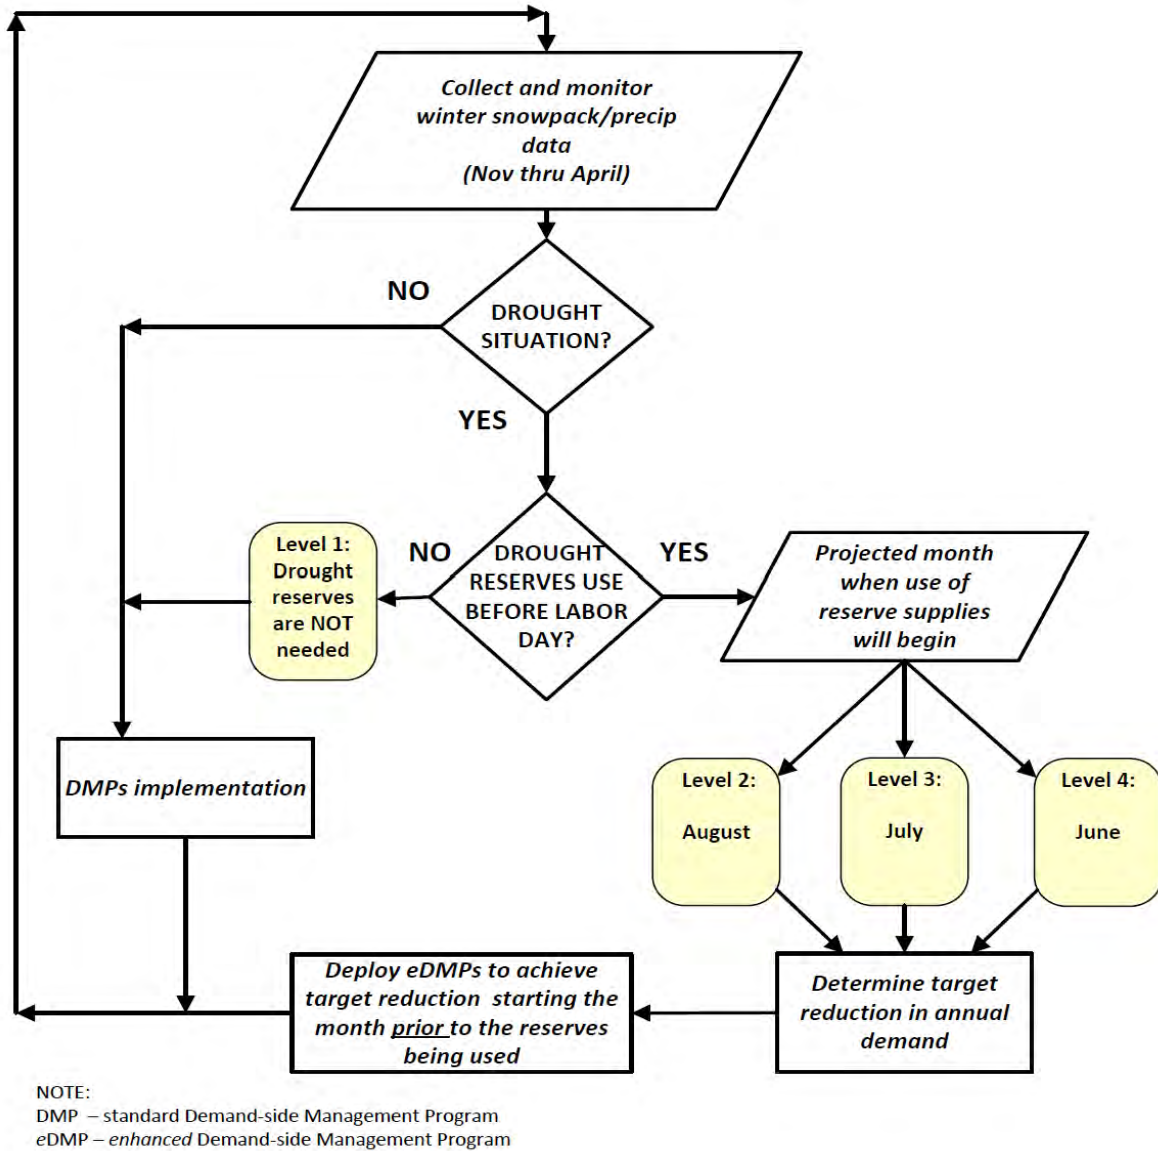 Collect and monitor
winter snowpack/precip
data
(Nov thru April)
NO
DROUGHT
SITUATION?
YES
Level 1:
Drought
reserves
are NOT
needed
NO
DROUGHT
RESERVES USE
BEFORE LABOR
DAY?
YES
Projected month
when use of
reserve supplies
will begin
Level 2:
August
Level 3:
July
Level 4:
June
DMPs implementation
Deploy eDMPs to achieve
target reduction starting the
month prior to the reserves
being used
Determine target
reduction in annual
demand
NOTE:
DMP – standard Demand-side Management Program
eDMP – enhanced Demand-side Management Program